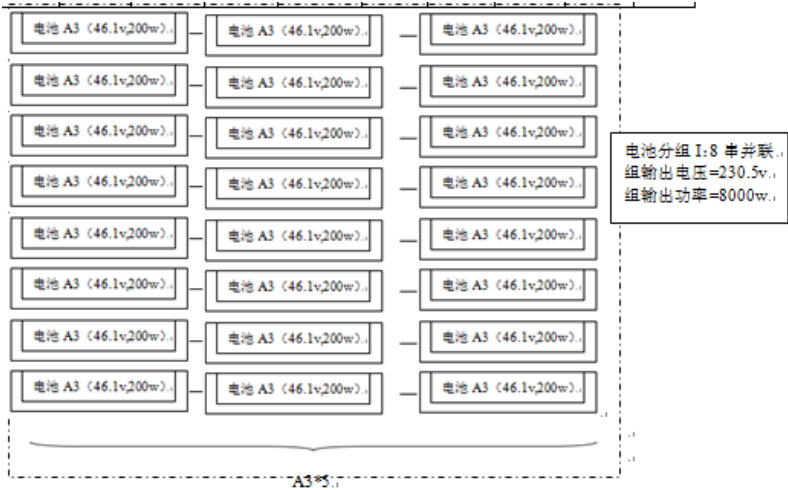 电池 A3（46.1v,200w） 电池 A3（46.1v,200w） 电池 A3（46.1v,200w）
电池 A3（46.1v,200w） 电池 A3（46.1v,200w） 电池 A3（46.1v,200w）
电池 A3（46.1v,200w） 电池 A3（46.1v,200w） 电池 A3（46.1v,200w）
电池 A3（46.1v,200w） 电池 A3（46.1v,200w） 电池 A3（46.1v,200w）
电池 A3（46.1v,200w） 电池 A3（46.1v,200w） 电池 A3（46.1v,200w）
电池 A3（46.1v,200w） 电池 A3（46.1v,200w） 电池 A3（46.1v,200w）
电池 A3（46.1v,200w） 电池 A3（46.1v,200w） 电池 A3（46.1v,200w）
电池 A3（46.1v,200w） 电池 A3（46.1v,200w） 电池 A3（46.1v,200w）
电池分组 I:8 串并联
组输出电压=230.5v
组输出功率=8000w
A3*5